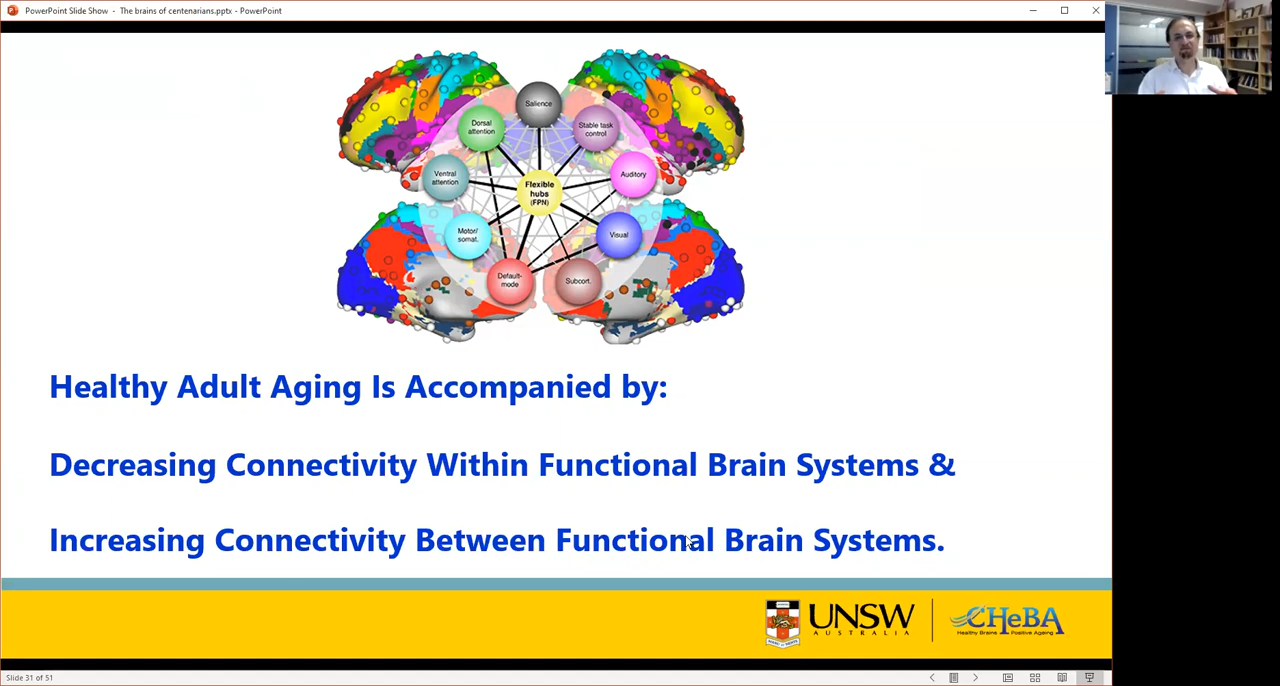 PowerPoint Slide Show - The brains of centenarians.pptx - PowerPoint
Salience
Dorsal
attention
Stable task
control
Ventral
attention
Auditory
Flexible
hubs
(FPN)
Motor/
somat.
Visual
Default-
mode
Subcort.
Healthy Adult Aging Is Accompanied by:
Decreasing Connectivity Within Functional Brain Systems &
Increasing Connectivity Between Functional Brain Systems.
UNSW
AUSTRALIA
CHeBA
Healthy Brains Positive Ageing
Slide 31 of 51